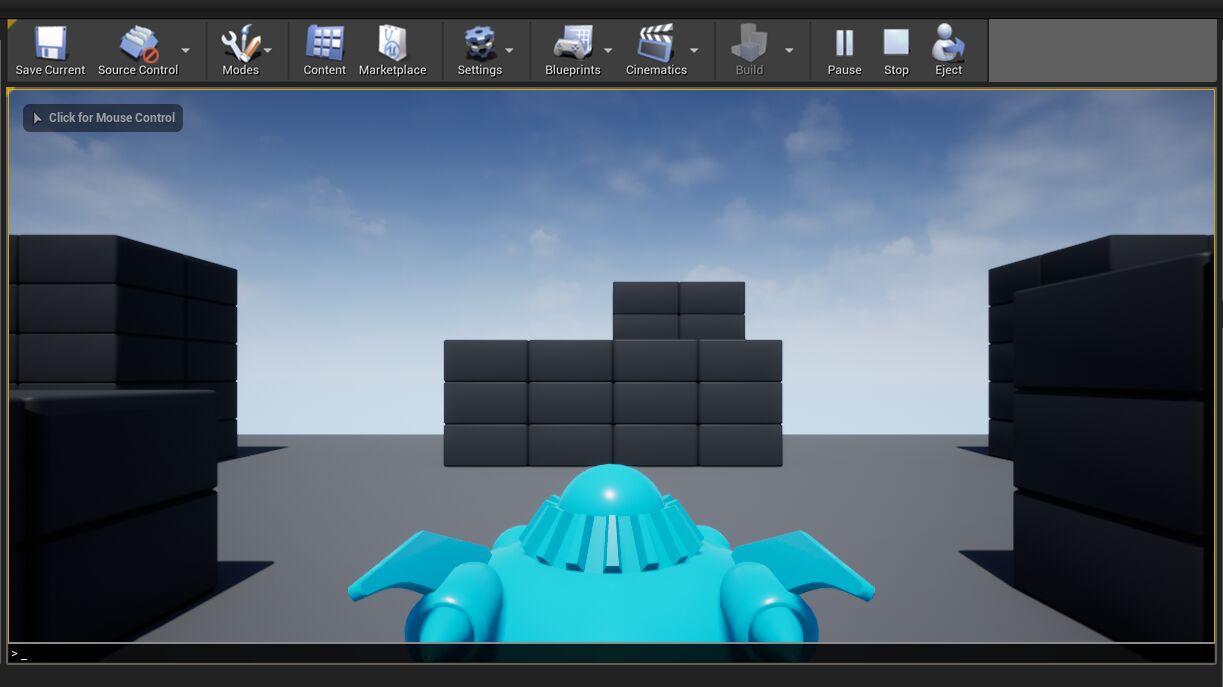 Save Current Source Control Modes Content Marketplace Settings Blueprints Cinematics Build Pause Stop Eject
Click for Mouse Control
>_